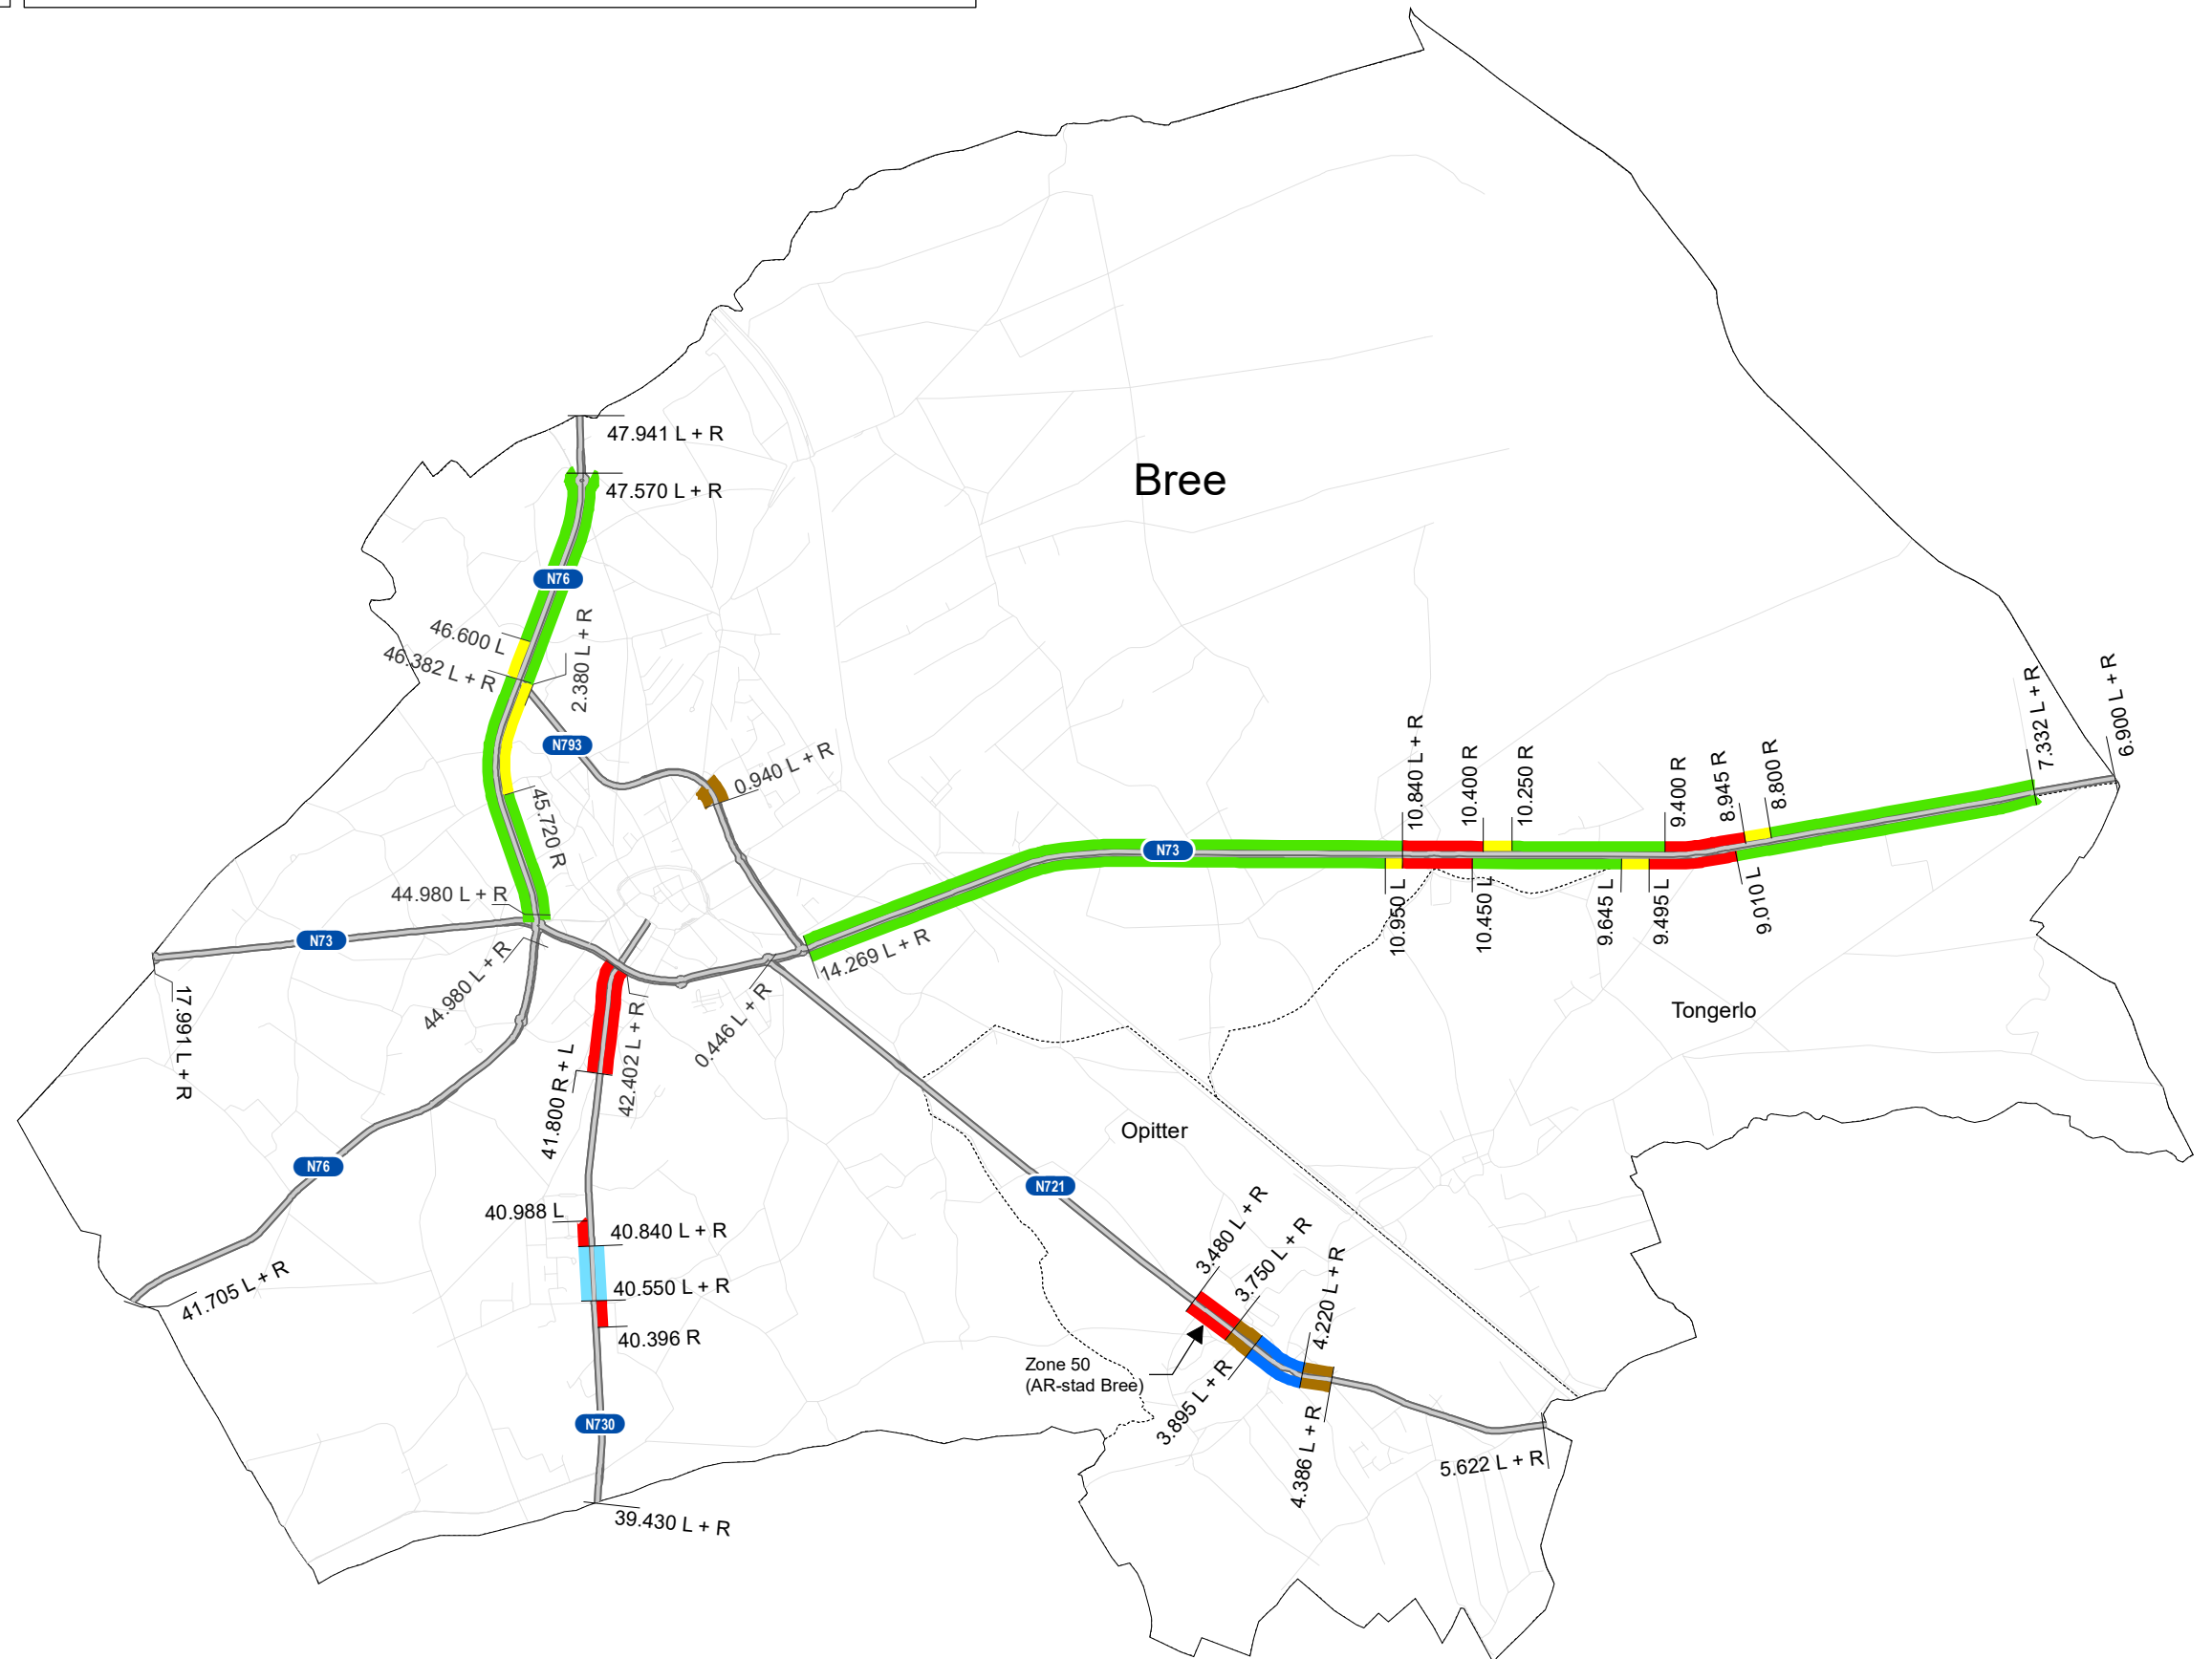 47.941 L + R
47.570 L + R
Bree
N76
46.600 L
46.382 L + R
2.380 L + R
N793
0.940 L + R
45.720 R
44.980 L + R
N73
44.980 L + R
17.991 L + R
14.269 L + R
0.446 L + R
N73
10.840 L + R
10.400 R
10.250 R
9.400 R
8.945 R
8.800 R
7.332 L + R
6.900 L + R
10.950 L
10.450 L
9.645 L
9.495 L
9.010 L
Tongerlo
41.800 R + L
42.402 L + R
Opitter
N76
N721
40.988 L
40.840 L + R
40.550 L + R
40.396 R
41.705 L + R
3.480 L + R
3.750 L + R
4.220 L + R
Zone 50
(AR-stad Bree)
3.895 L + R
4.386 L + R
5.622 L + R
N730
39.430 L + R